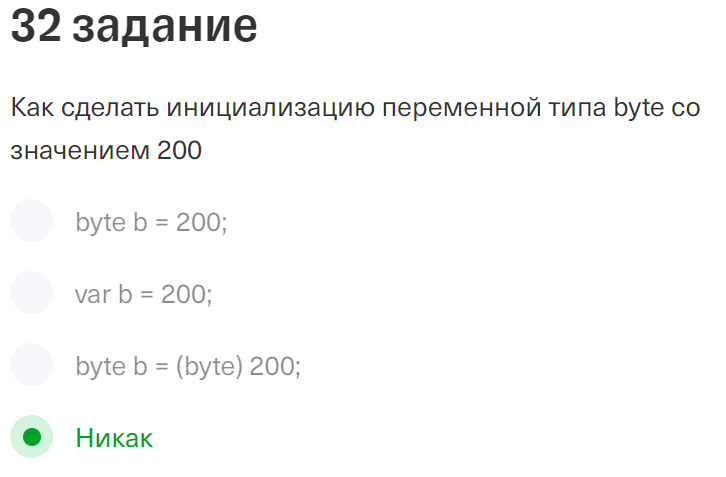 32 задание
Как сделать инициализацию переменной типа byte со
значением 200
byte b = 200;
var b = 200;
byte b = (byte) 200;
Никак